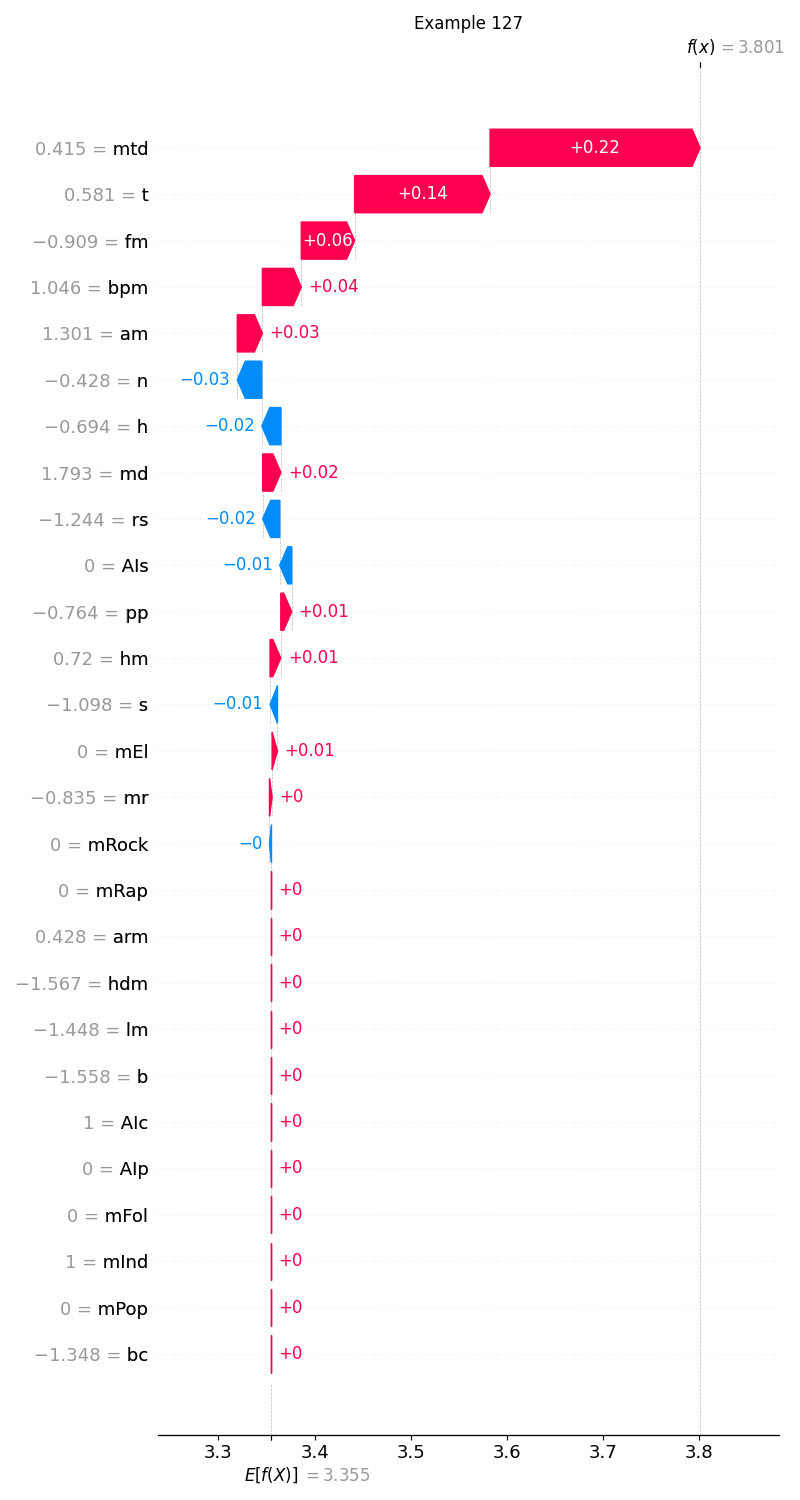 Example 127
f(x) = 3.801
0.415 = mtd +0.22
0.581 = t +0.14
−0.909 = fm +0.06
1.046 = bpm +0.04
1.301 = am +0.03
−0.428 = n −0.03
−0.694 = h −0.02
1.793 = md +0.02
−1.244 = rs −0.02
0 = AIs −0.01
−0.764 = pp +0.01
0.72 = hm +0.01
−1.098 = s −0.01
0 = mEl +0.01
−0.835 = mr +0
0 = mRock −0
0 = mRap +0
0.428 = arm +0
−1.567 = hdm +0
−1.448 = lm +0
−1.558 = b +0
1 = AIc +0
0 = AIp +0
0 = mFol +0
1 = mInd +0
0 = mPop +0
−1.348 = bc +0
3.3 3.4 3.5 3.6 3.7 3.8
E[f(X)] = 3.355